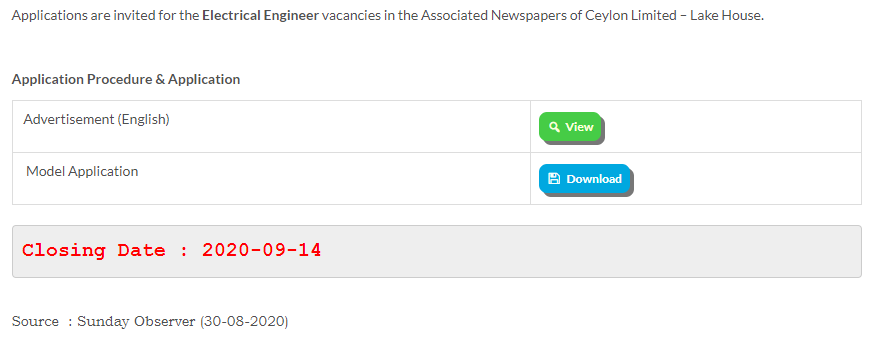 Applications are invited for the Electrical Engineer vacancies in the Associated Newspapers of Ceylon Limited – Lake House.
Application Procedure & Application
Advertisement (English)
View
Model Application
Download
Closing Date : 2020-09-14
Source : Sunday Observer (30-08-2020)